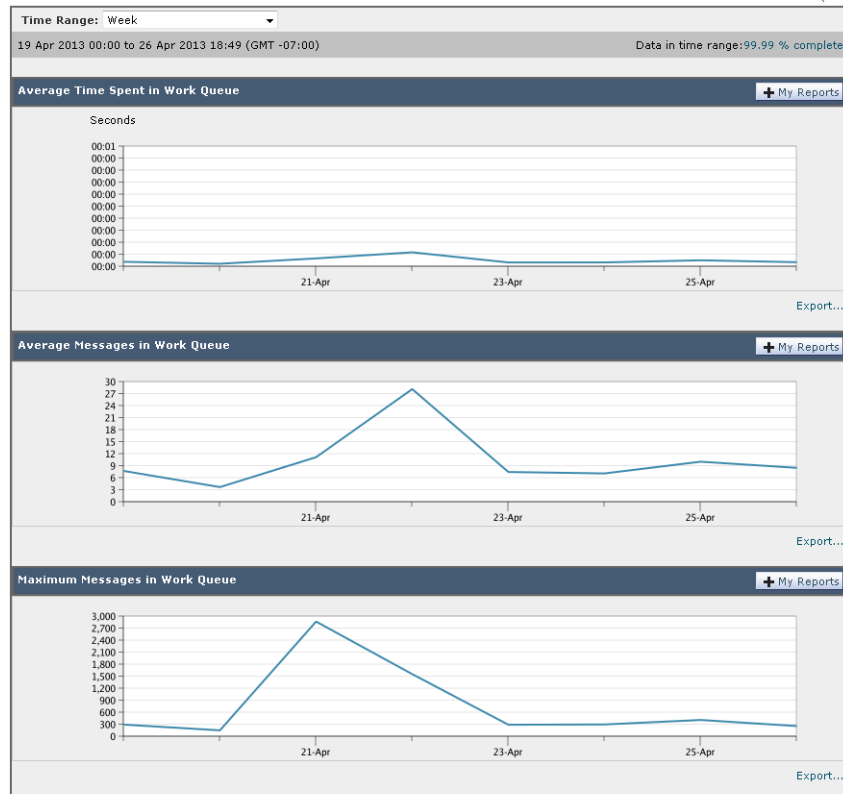 Time Range: Week
19 Apr 2013 00:00 to 26 Apr 2013 18:49 (GMT -07:00) Data in time range:99.99 % complete
Average Time Spent in Work Queue + My Reports
Seconds
00:01
00:00
00:00
00:00
00:00
00:00
00:00
00:00
00:00
00:00
00:00
21-Apr 23-Apr 25-Apr
Export...
Average Messages in Work Queue + My Reports
30
27
24
21
18
15
12
9
6
3
0
21-Apr 23-Apr 25-Apr
Export...
Maximum Messages in Work Queue + My Reports
3,000
2,700
2,400
2,100
1,800
1,500
1,200
900
600
300
0
21-Apr 23-Apr 25-Apr
Export...